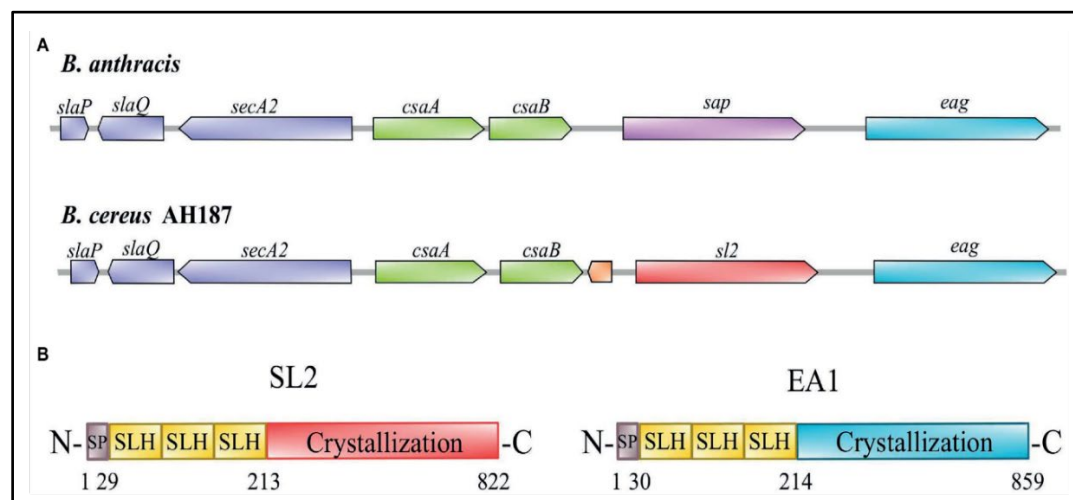 A
B. anthracis
slaP slaQ secA2 csaA csaB sap eag
B. cereus AH187
slaP slaQ secA2 csaA csaB sl2 eag
B
SL2 EA1
N- SP SLH SLH SLH Crystallization -C N- SP SLH SLH SLH Crystallization -C
1 29 213 822 1 30 214 859